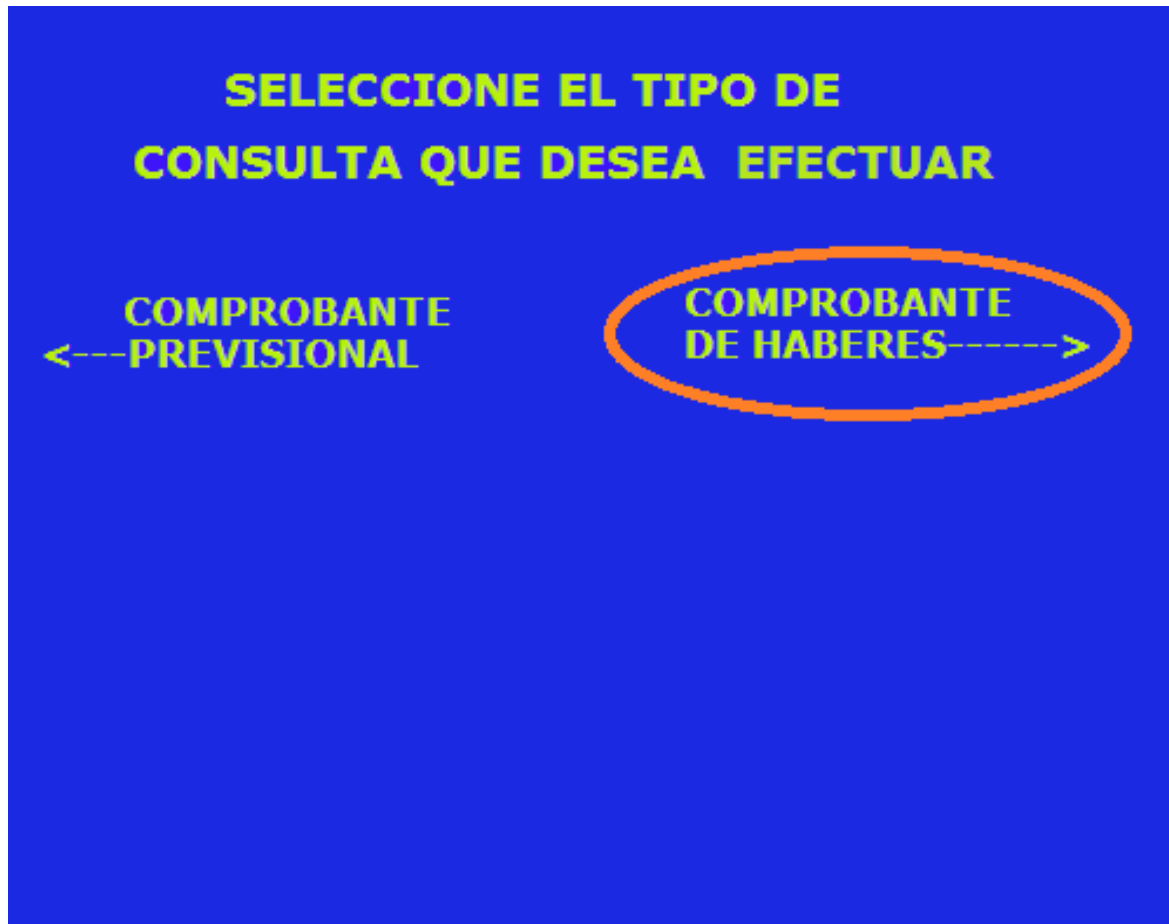 SELECCIONE EL TIPO DE
CONSULTA QUE DESEA EFECTUAR
COMPROBANTE
<---PREVISIONAL
COMPROBANTE
DE HABERES------>